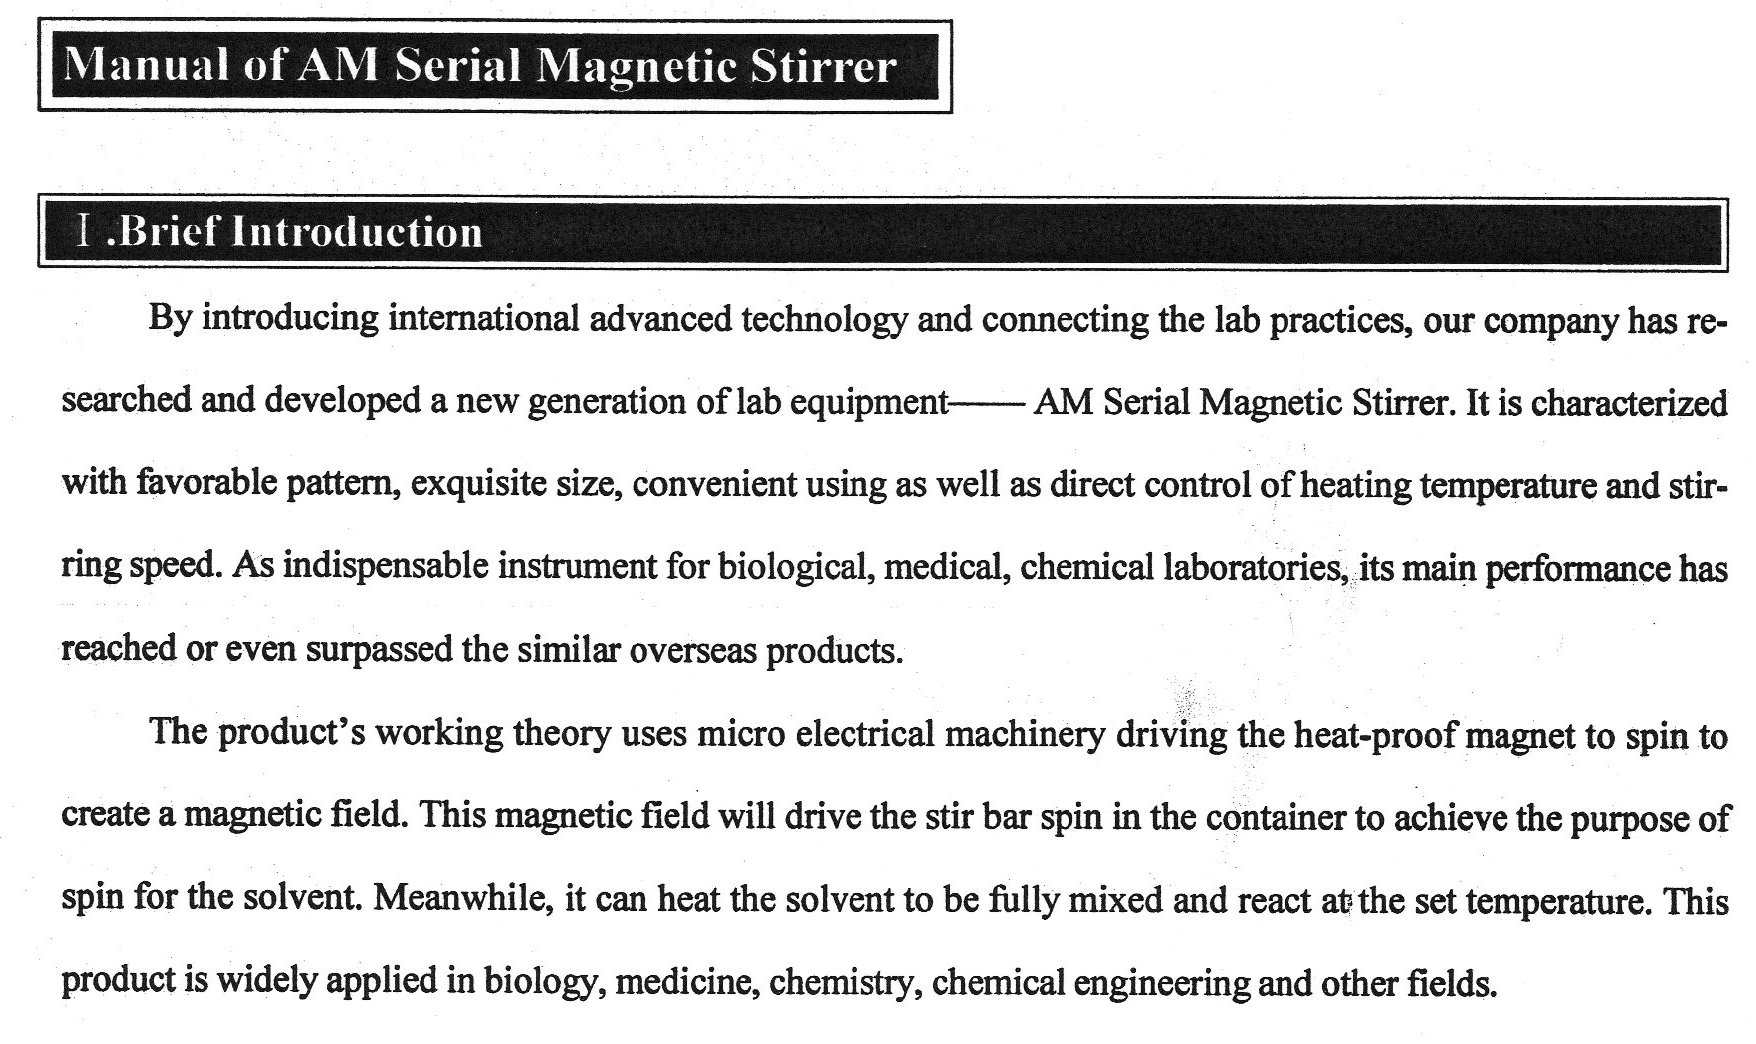 Manual of AM Serial Magnetic Stirrer
Ⅰ.Brief Introduction
By introducing international advanced technology and connecting the lab practices, our company has re-
searched and developed a new generation of lab equipment—— AM Serial Magnetic Stirrer. It is characterized
with favorable pattern, exquisite size, convenient using as well as direct control of heating temperature and stir-
ring speed. As indispensable instrument for biological, medical, chemical laboratories, its main performance has
reached or even surpassed the similar overseas products.
The product’s working theory uses micro electrical machinery driving the heat-proof magnet to spin to
create a magnetic field. This magnetic field will drive the stir bar spin in the container to achieve the purpose of
spin for the solvent. Meanwhile, it can heat the solvent to be fully mixed and react at the set temperature. This
product is widely applied in biology, medicine, chemistry, chemical engineering and other fields.